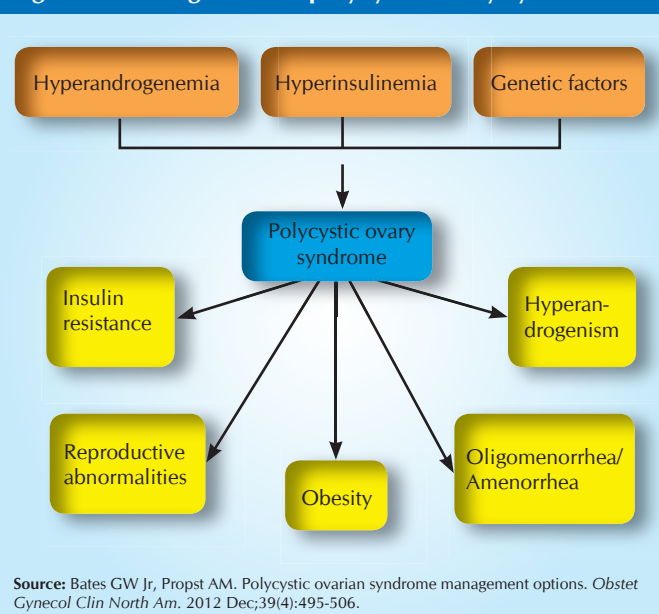 Hyperandrogenemia
Hyperinsulinemia
Genetic factors
Polycystic ovary
syndrome
Insulin
resistance
Hyperan-
drogenism
Reproductive
abnormalities
Obesity
Oligomenorrhea/
Amenorrhea
Source: Bates GW Jr, Propst AM. Polycystic ovarian syndrome management options. Obstet
Gynecol Clin North Am. 2012 Dec;39(4):495-506.